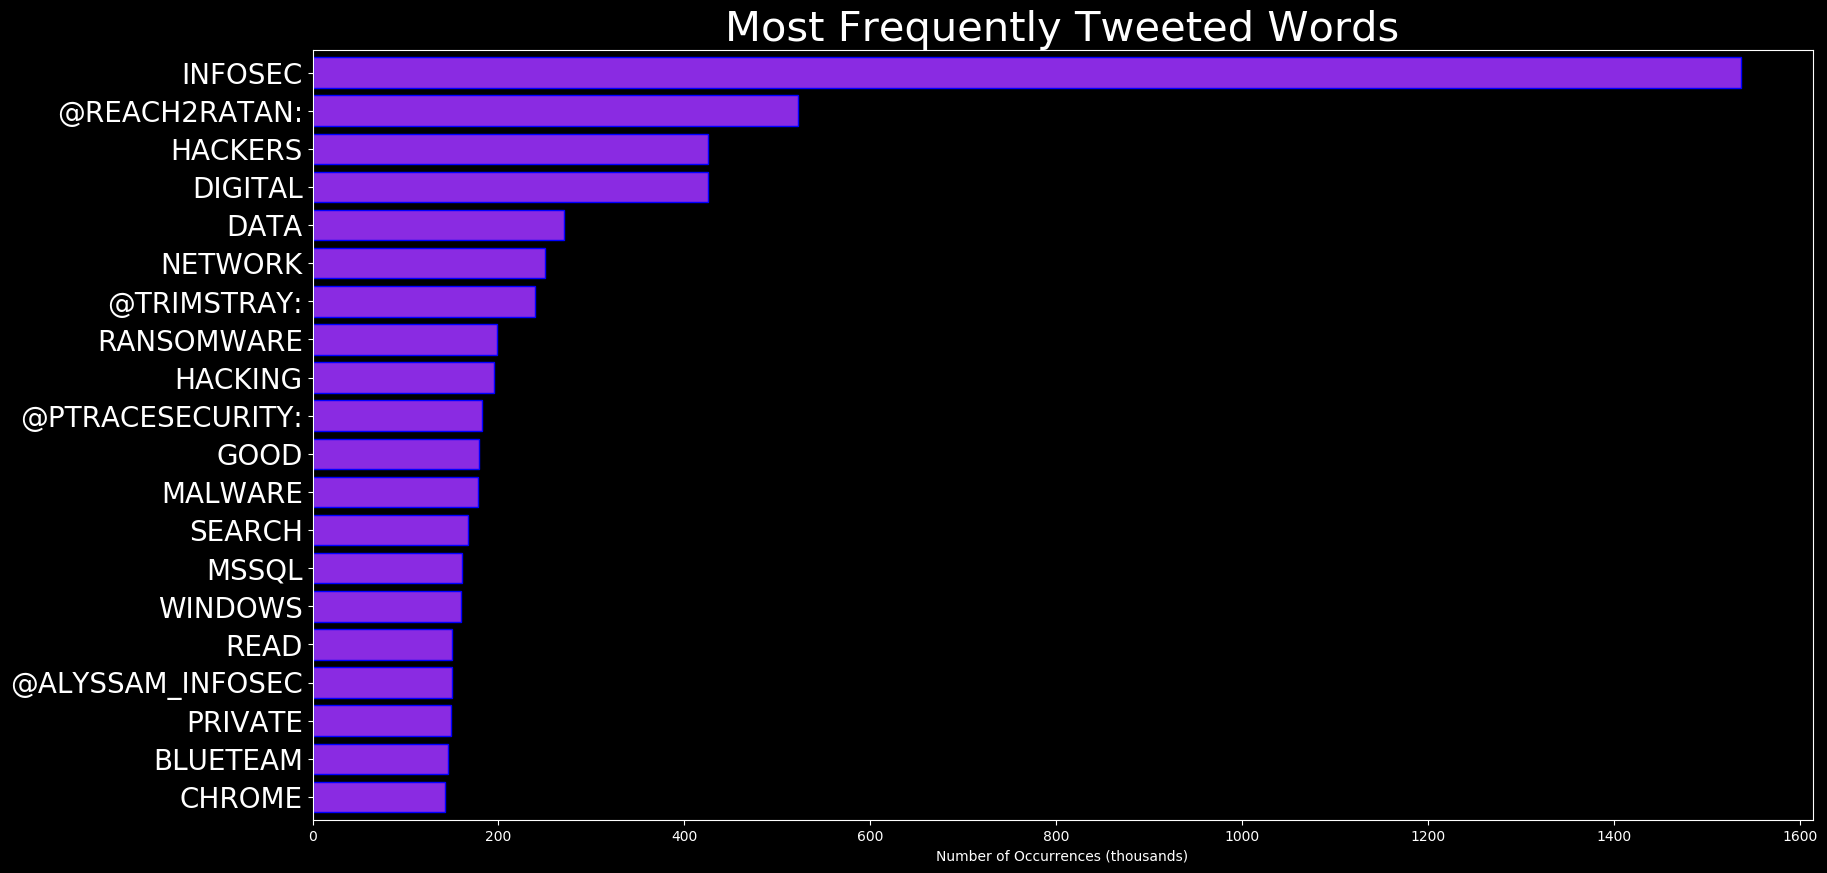 Most Frequently Tweeted Words
INFOSEC
@REACH2RATAN:
HACKERS
DIGITAL
DATA
NETWORK
@TRIMSTRAY:
RANSOMWARE
HACKING
@PTRACESECURITY:
GOOD
MALWARE
SEARCH
MSSQL
WINDOWS
READ
@ALYSSAM_INFOSEC
PRIVATE
BLUETEAM
CHROME
0 200 400 600 800 1000 1200 1400 1600
Number of Occurrences (thousands)